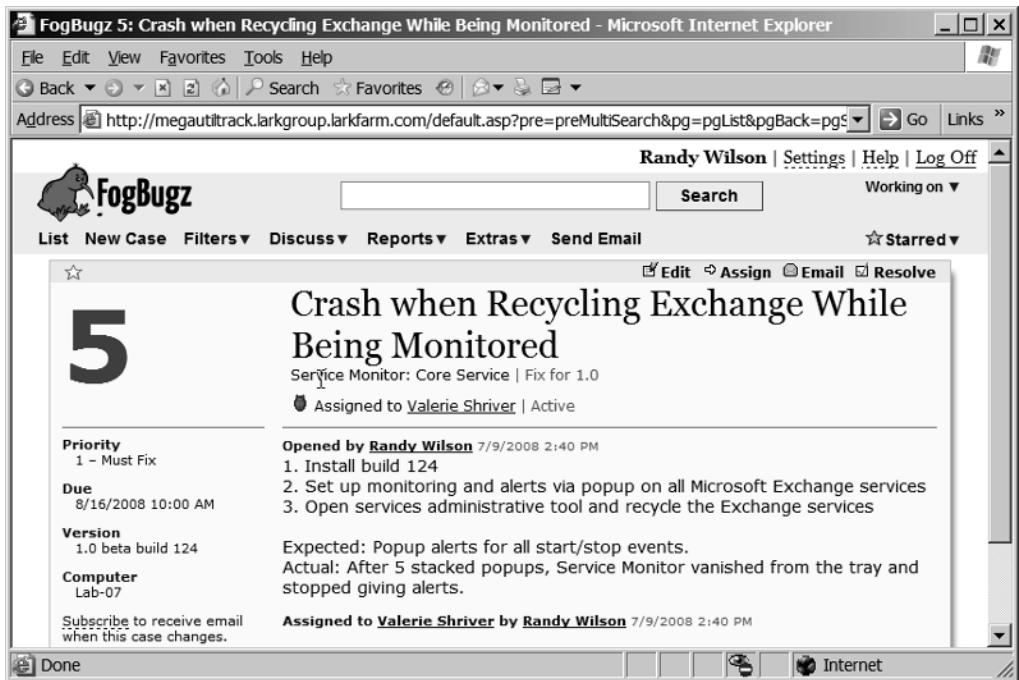 FogBugz 5: Crash when Recycling Exchange While Being Monitored - Microsoft Internet Explorer
File Edit View Favorites Tools Help
Back Search Favorites
Address http://megautiltrack.larkgroup.larkfarm.com/default.asp?pre=preMultiSearch&pg=pgList&pgBack=pgS Go Links »
Randy Wilson | Settings | Help | Log Off
FogBugz Search Working on ▼
List New Case Filters▼ Discuss▼ Reports▼ Extras▼ Send Email Starred▼
Edit Assign Email Resolve
5
Crash when Recycling Exchange While
Being Monitored
Service Monitor: Core Service | Fix for 1.0
Assigned to Valerie Shriver | Active
Priority
1 – Must Fix
Due
8/16/2008 10:00 AM
Version
1.0 beta build 124
Computer
Lab-07
Subscribe to receive email
when this case changes.
Opened by Randy Wilson 7/9/2008 2:40 PM
1. Install build 124
2. Set up monitoring and alerts via popup on all Microsoft Exchange services
3. Open services administrative tool and recycle the Exchange services
Expected: Popup alerts for all start/stop events.
Actual: After 5 stacked popups, Service Monitor vanished from the tray and
stopped giving alerts.
Assigned to Valerie Shriver by Randy Wilson 7/9/2008 2:40 PM
Done Internet